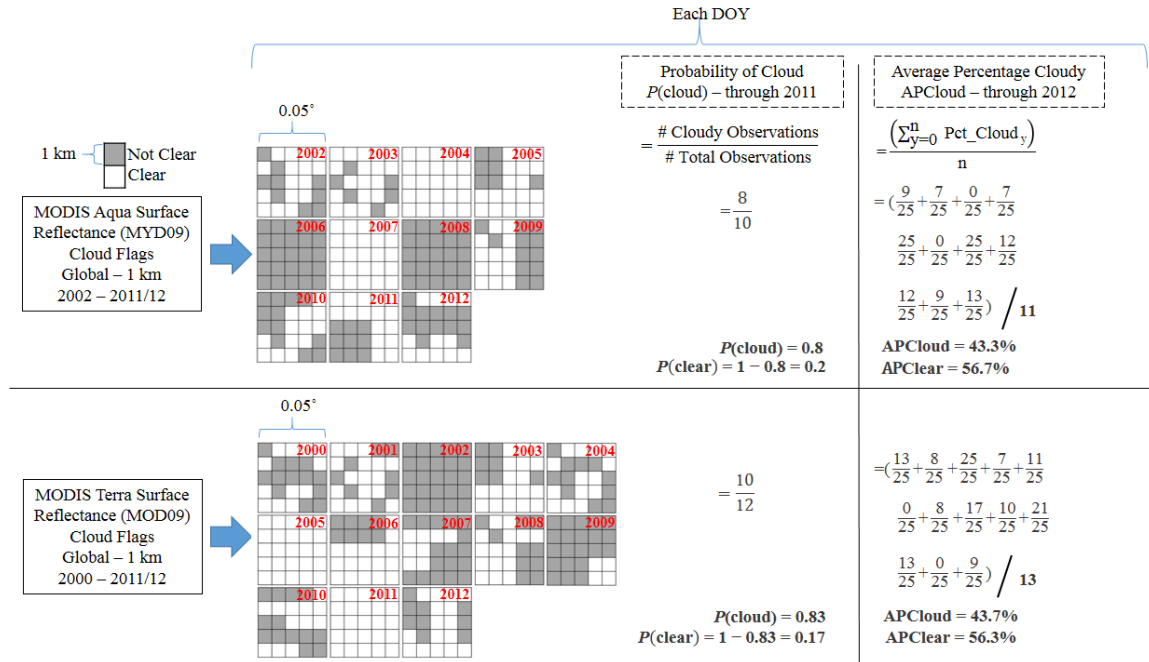 Each DOY
Probability of Cloud
P(cloud) – through 2011
Average Percentage Cloudy
APCloud – through 2012
0.05°
1 km
Not Clear
Clear
MODIS Aqua Surface
Reflectance (MYD09)
Cloud Flags
Global – 1 km
2002 – 2011/12
2002 2003 2004 2005
2006 2007 2008 2009
2010 2011 2012
= # Cloudy Observations / # Total Observations
= 8/10
P(cloud) = 0.8
P(clear) = 1 – 0.8 = 0.2
= (∑ⁿy=0 Pct_Cloud y) / n
= (9/25 + 7/25 + 0/25 + 7/25
25/25 + 0/25 + 25/25 + 12/25
12/25 + 9/25 + 13/25) / 11
APCloud = 43.3%
APClear = 56.7%
0.05°
MODIS Terra Surface
Reflectance (MOD09)
Cloud Flags
Global – 1 km
2000 – 2011/12
2000 2001 2002 2003 2004
2005 2006 2007 2008 2009
2010 2011 2012
= 10/12
P(cloud) = 0.83
P(clear) = 1 – 0.83 = 0.17
=(13/25 + 8/25 + 25/25 + 7/25 + 11/25
0/25 + 8/25 + 17/25 + 10/25 + 21/25
13/25 + 0/25 + 9/25) / 13
APCloud = 43.7%
APClear = 56.3%